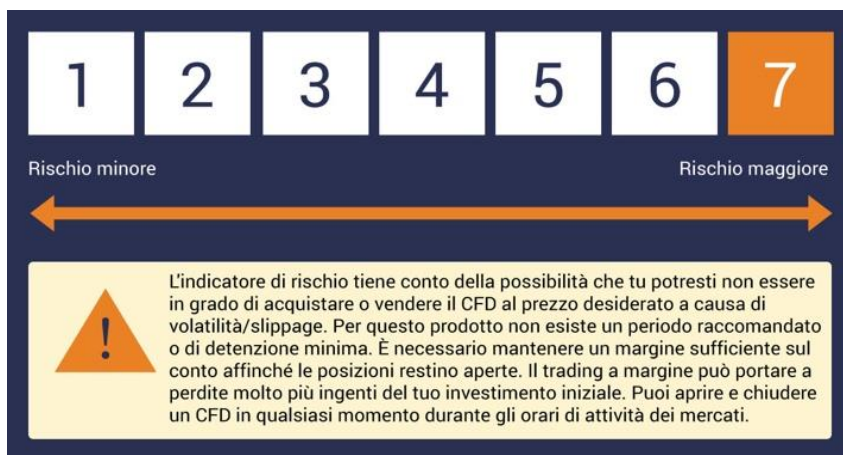 1 2 3 4 5 6 7
Rischio minore Rischio maggiore
!
L'indicatore di rischio tiene conto della possibilità che tu potresti non essere
in grado di acquistare o vendere il CFD al prezzo desiderato a causa di
volatilità/slippage. Per questo prodotto non esiste un periodo raccomandato
o di detenzione minima. È necessario mantenere un margine sufficiente sul
conto affinché le posizioni restino aperte. Il trading a margine può portare a
perdite molto più ingenti del tuo investimento iniziale. Puoi aprire e chiudere
un CFD in qualsiasi momento durante gli orari di attività dei mercati.